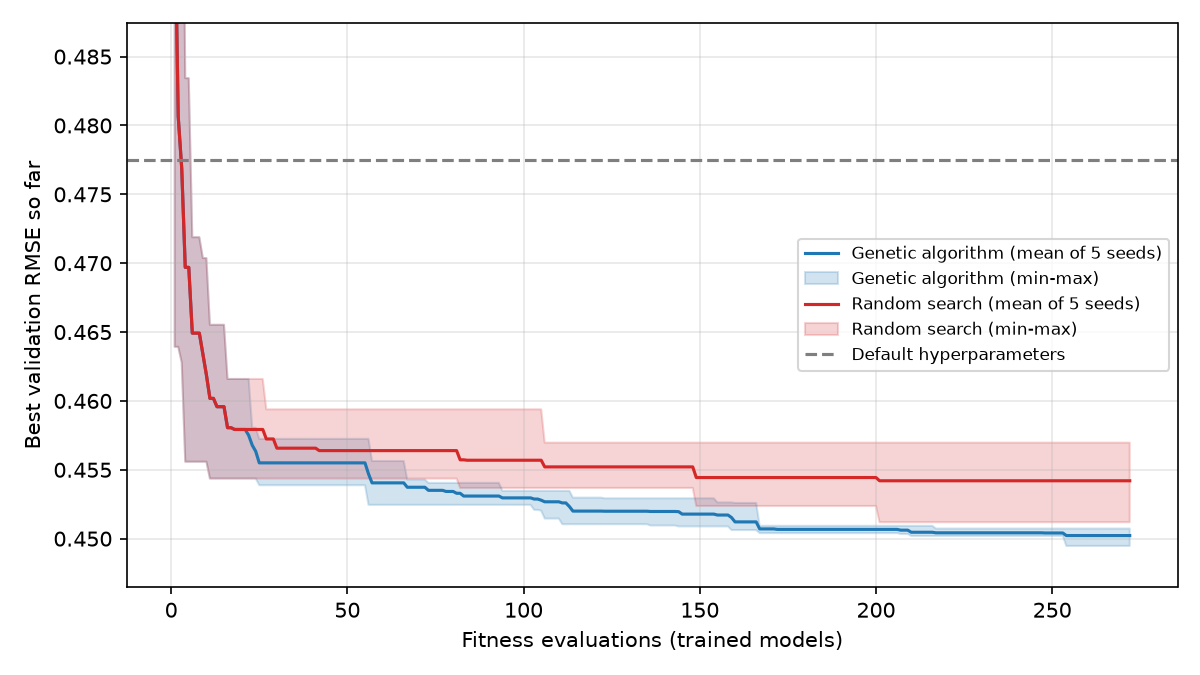 0.485
0.480
0.475
0.470
0.465
0.460
0.455
0.450
Best validation RMSE so far
Genetic algorithm (mean of 5 seeds)
Genetic algorithm (min-max)
Random search (mean of 5 seeds)
Random search (min-max)
Default hyperparameters
0 50 100 150 200 250
Fitness evaluations (trained models)